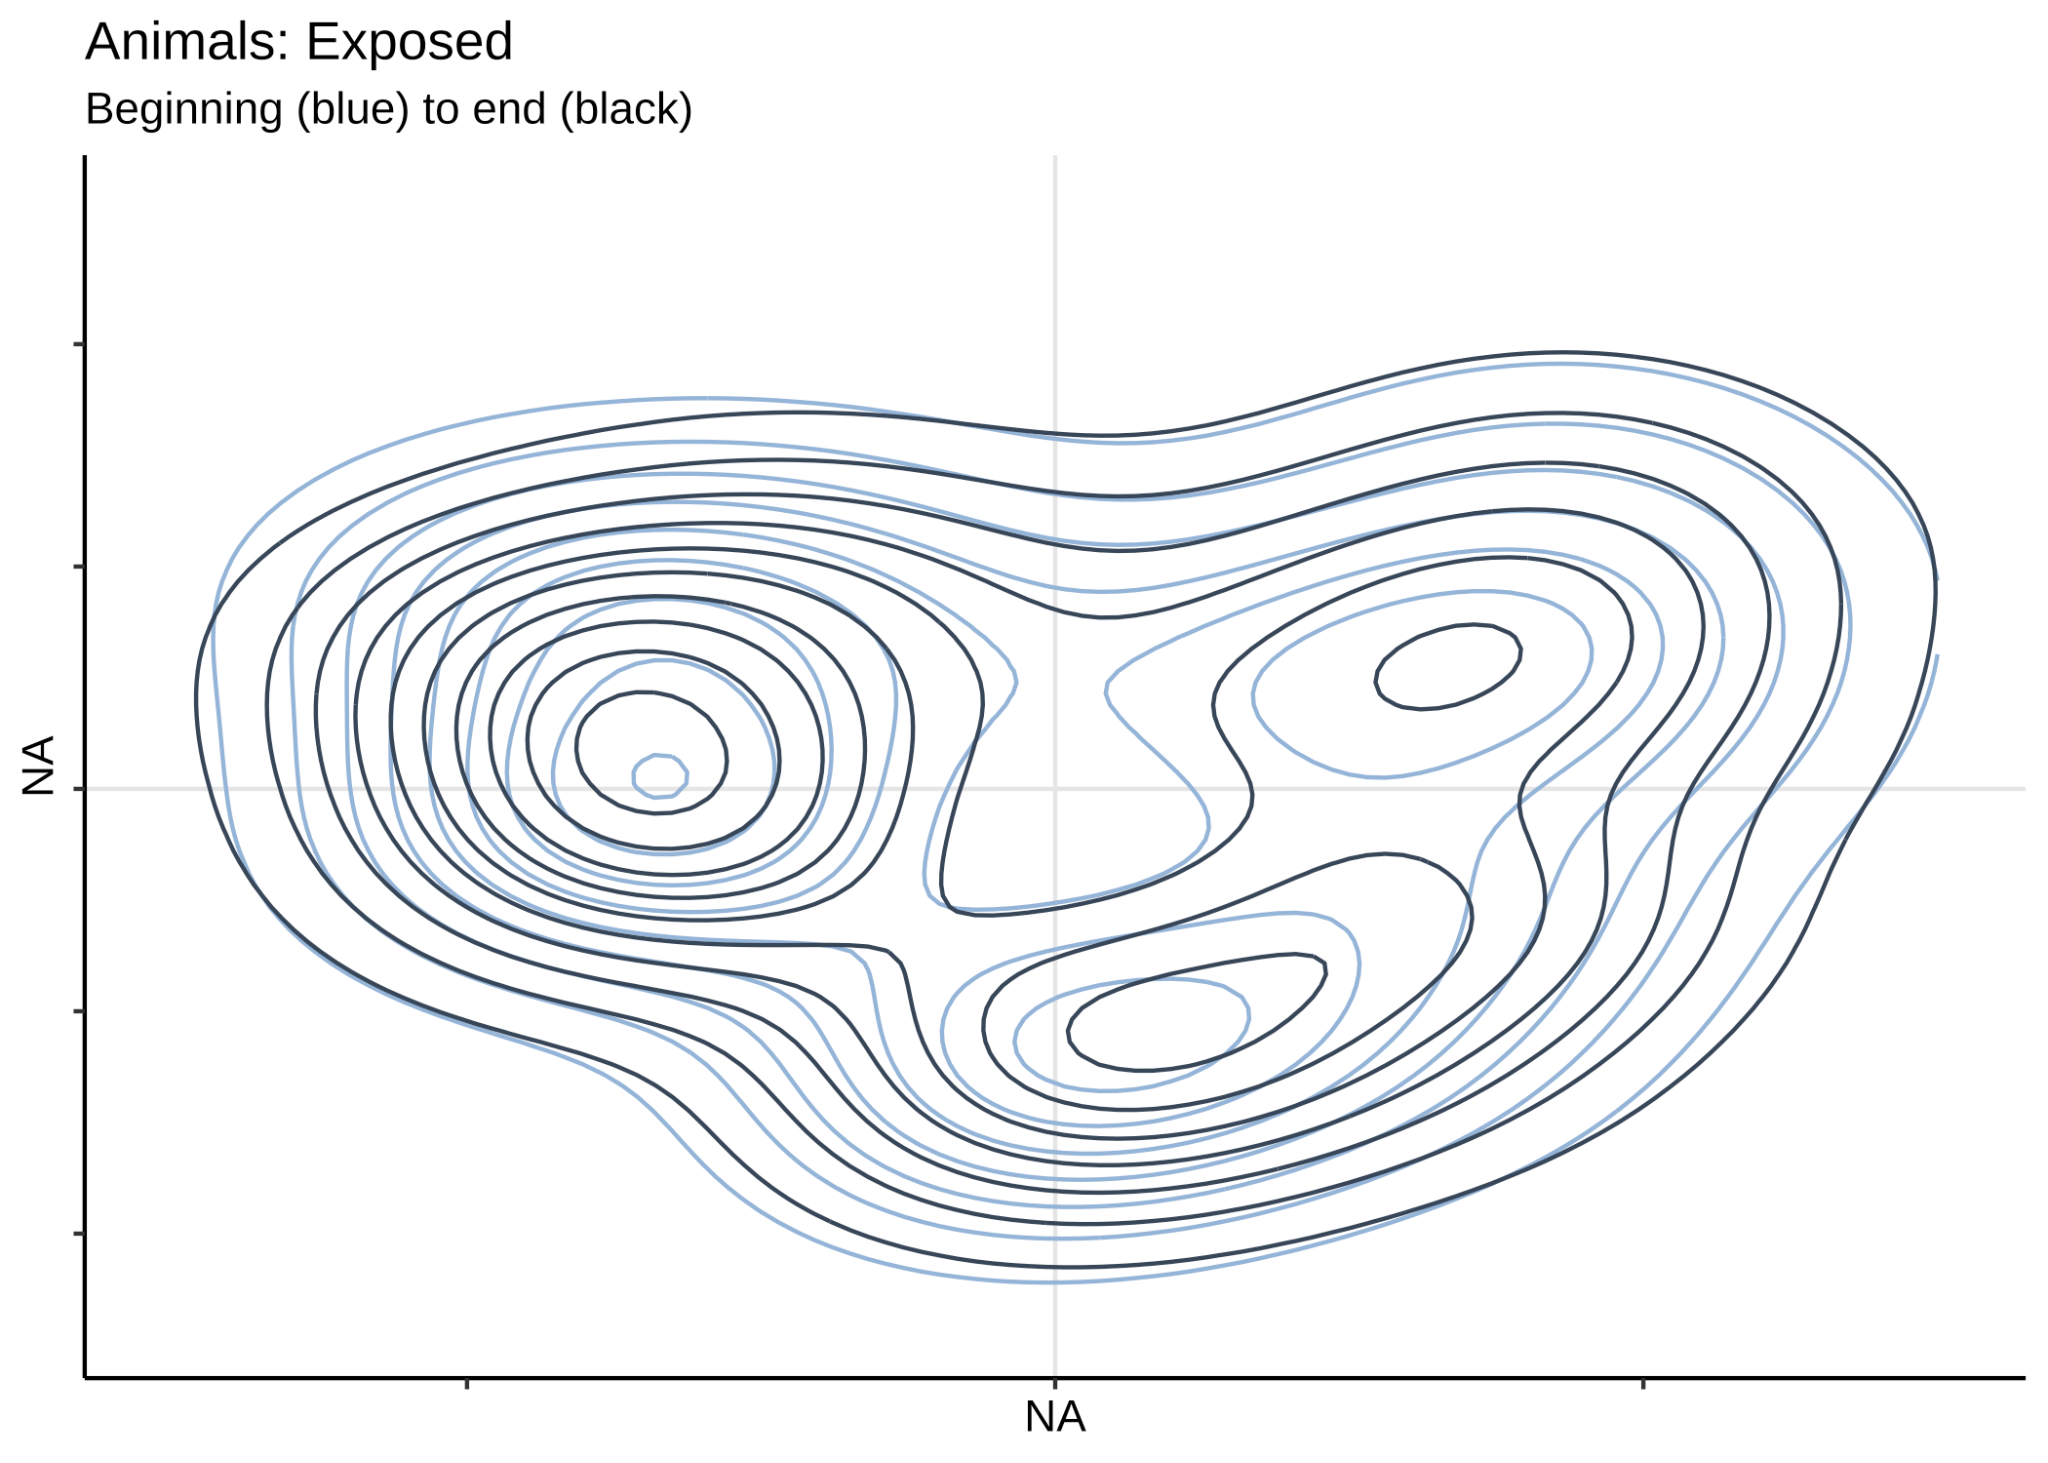 Animals: Exposed
Beginning (blue) to end (black)
NA
NA